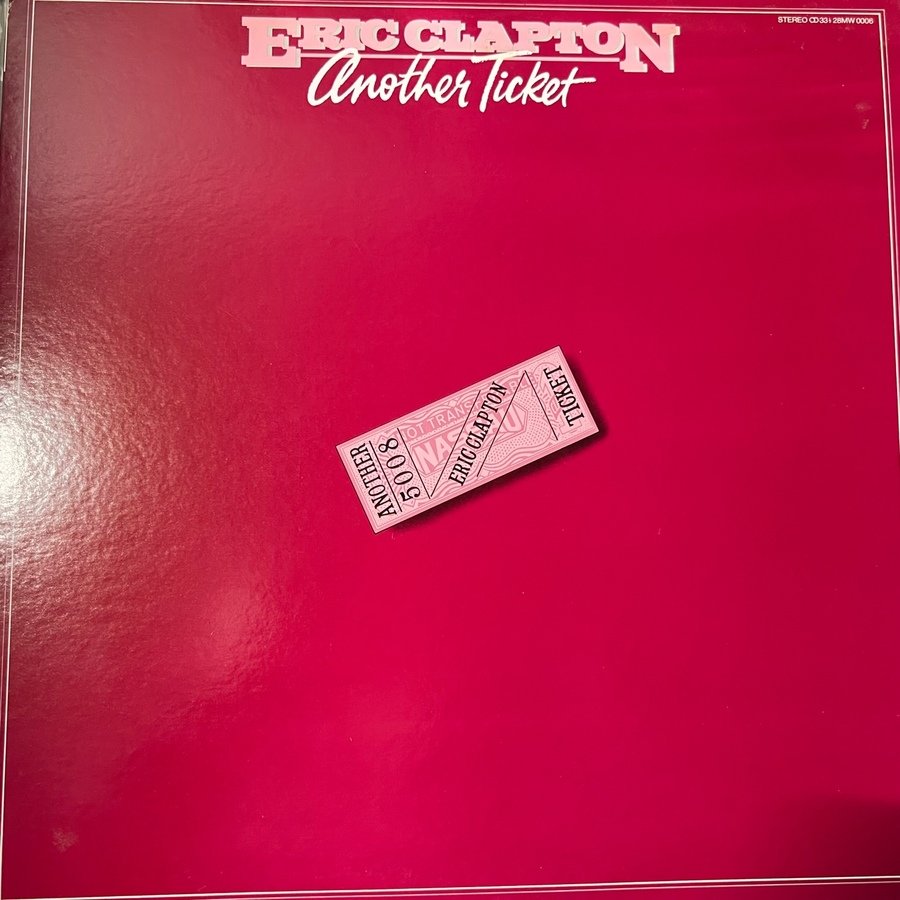 ERIC CLAPTON
Another Ticket
STEREO CD 33⅓ 28MW 0006
ANOTHER
5008
ERIC CLAPTON
TICKET